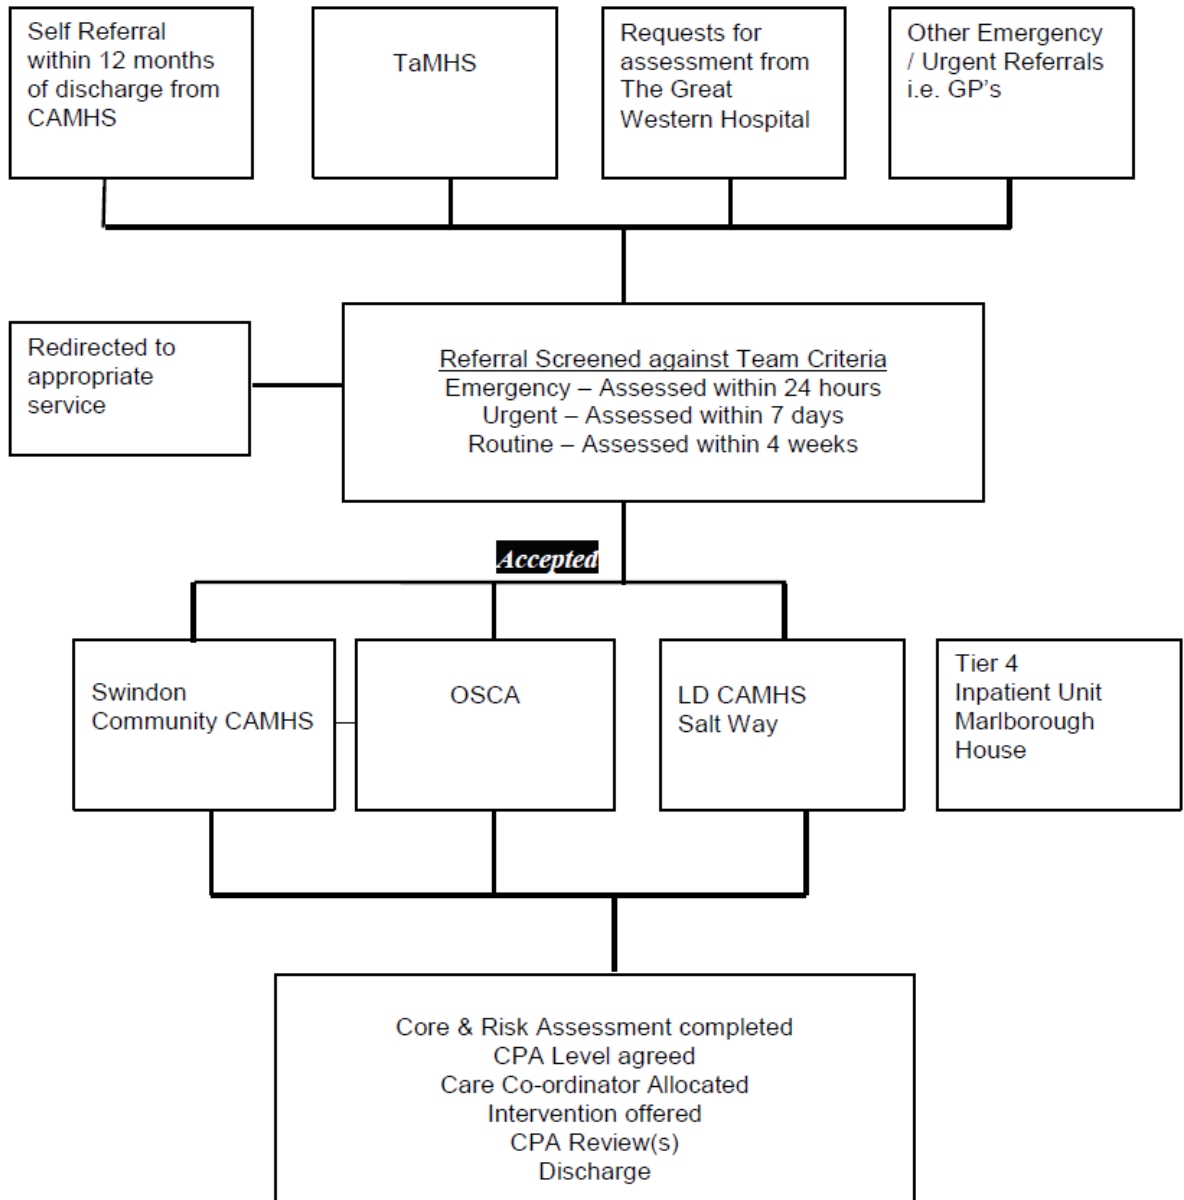 Self Referral
within 12 months
of discharge from
CAMHS
TaMHS
Requests for
assessment from
The Great
Western Hospital
Other Emergency
/ Urgent Referrals
i.e. GP's
Redirected to
appropriate
service
Referral Screened against Team Criteria
Emergency – Assessed within 24 hours
Urgent – Assessed within 7 days
Routine – Assessed within 4 weeks
Accepted
Swindon
Community CAMHS
OSCA
LD CAMHS
Salt Way
Tier 4
Inpatient Unit
Marlborough
House
Core & Risk Assessment completed
CPA Level agreed
Care Co-ordinator Allocated
Intervention offered
CPA Review(s)
Discharge